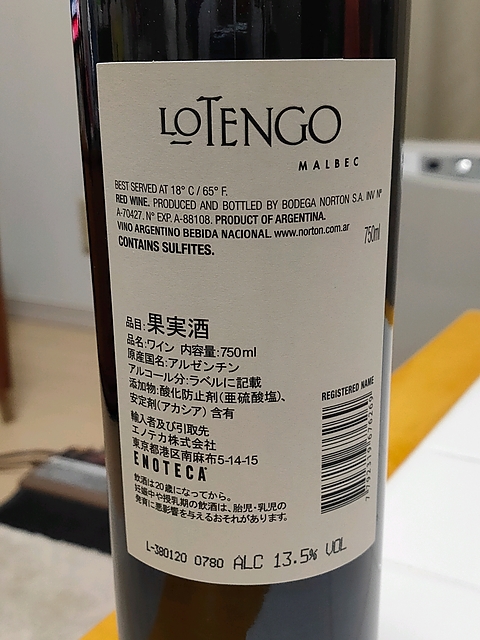 LOTENGO
MALBEC
BEST SERVED AT 18° C / 65° F.
RED WINE. PRODUCED AND BOTTLED BY BODEGA NORTON S.A. INV Nº
A-70427. Nº EXP. A-88108. PRODUCT OF ARGENTINA.
VINO ARGENTINO BEBIDA NACIONAL. www.norton.com.ar
750ml
CONTAINS SULFITES.
品目:果実酒
品名:ワイン 内容量:750ml
原産国名:アルゼンチン
アルコール分:ラベルに記載
添加物:酸化防止剤(亜硫酸塩)、
安定剤(アカシア) 含有
輸入者及び引取先
エノテカ株式会社
東京都港区南麻布5-14-15
ENOTECA
飲酒は20歳になってから。
妊娠中や授乳期の飲酒は、胎児・乳児の
発育に悪影響を与えるおそれがあります。
REGISTERED NAME
L-380120 0780 ALC 13.5% VOL